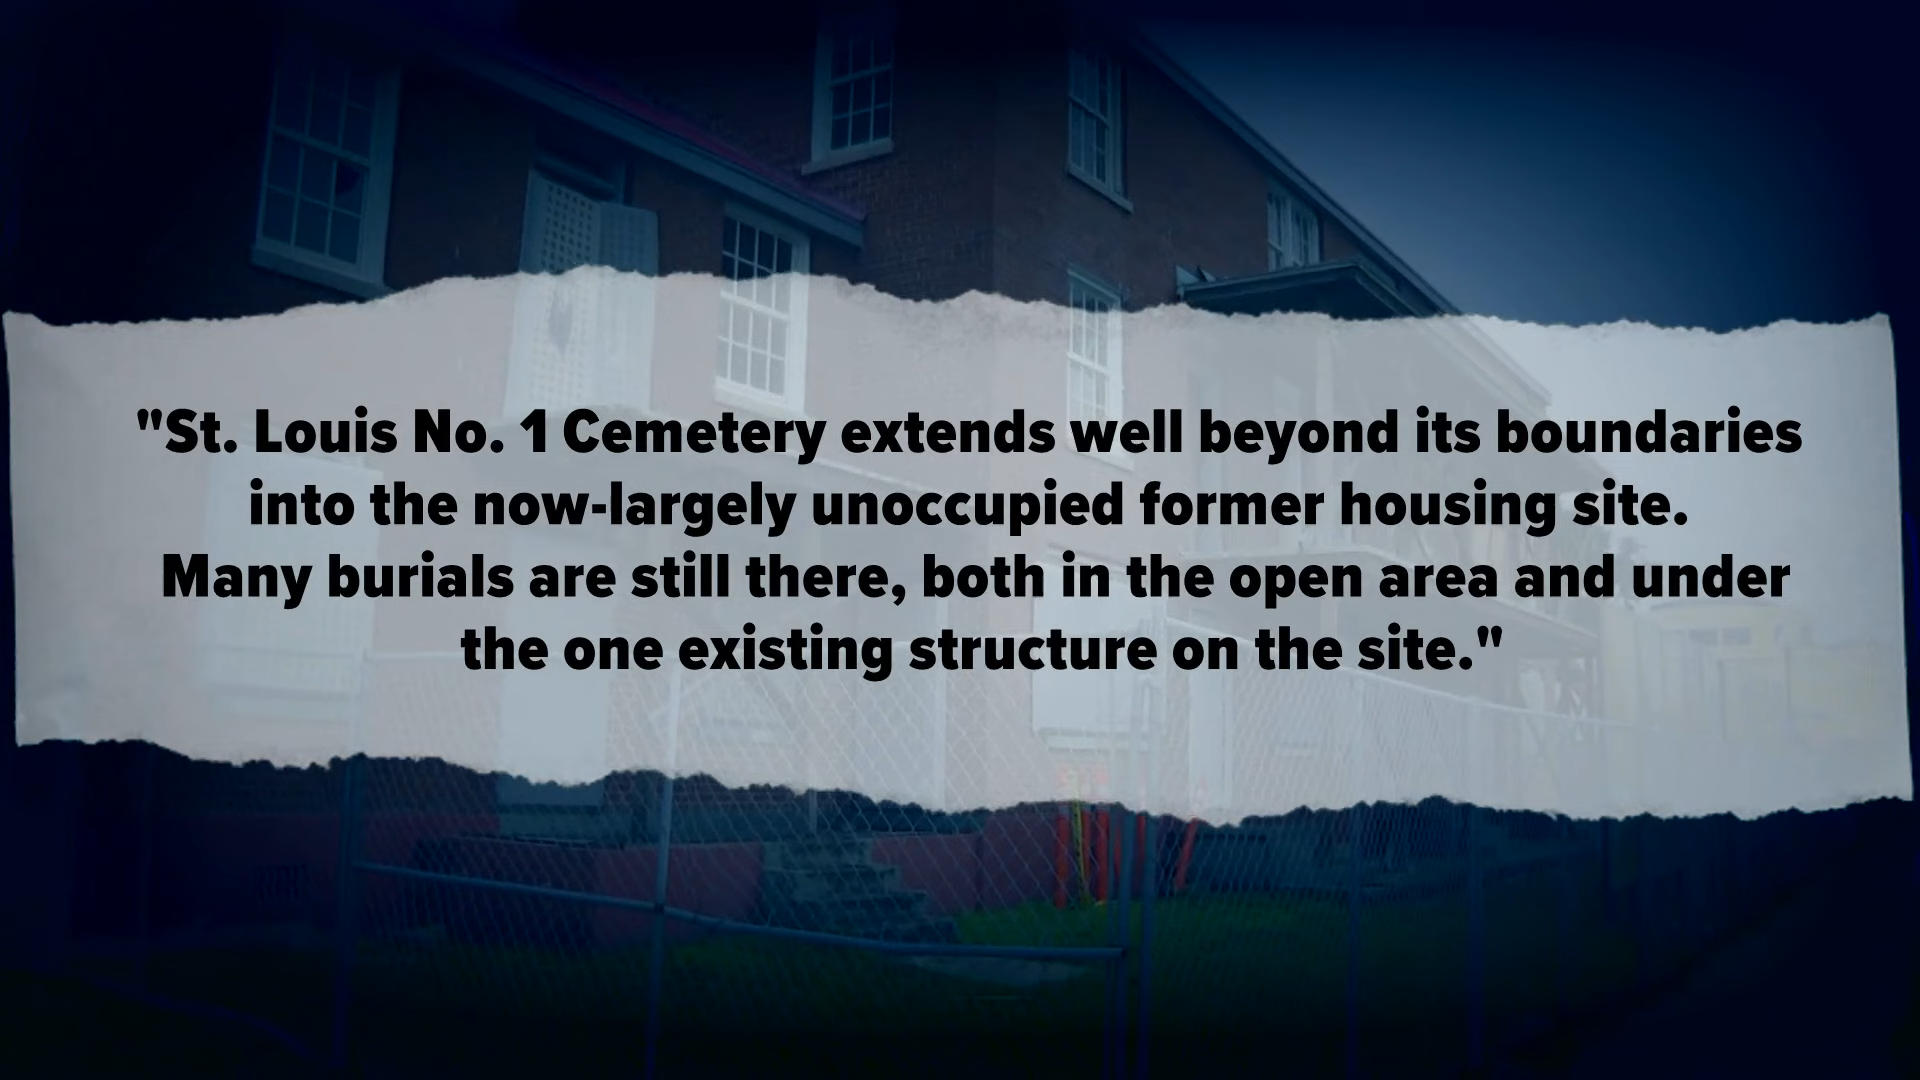 "St. Louis No. 1 Cemetery extends well beyond its boundaries
into the now-largely unoccupied former housing site.
Many burials are still there, both in the open area and under
the one existing structure on the site."